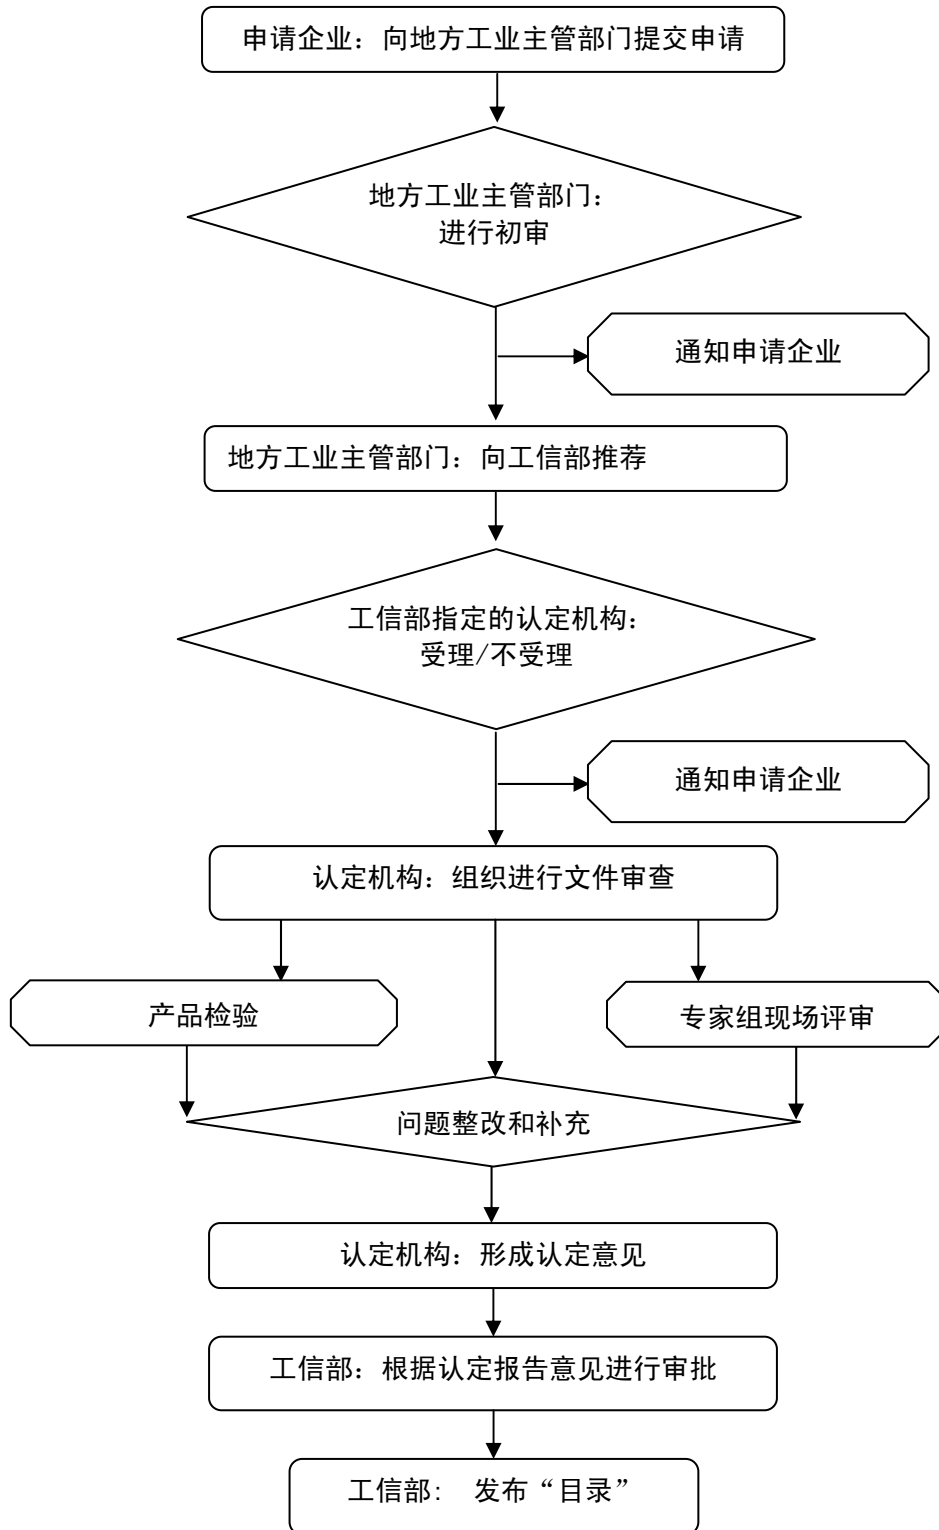 申请企业：向地方工业主管部门提交申请
地方工业主管部门：
进行初审
通知申请企业
地方工业主管部门：向工信部推荐
工信部指定的认定机构：
受理/不受理
通知申请企业
认定机构：组织进行文件审查
产品检验
专家组现场评审
问题整改和补充
认定机构：形成认定意见
工信部：根据认定报告意见进行审批
工信部： 发布“目录”